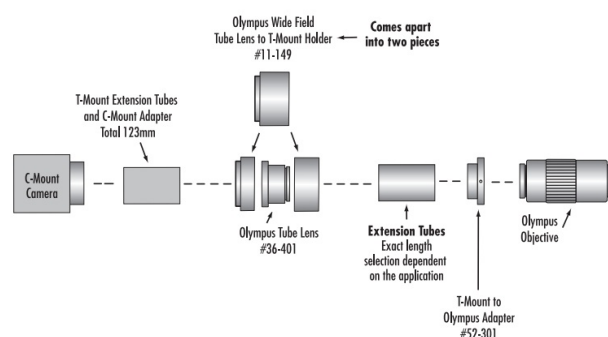 Olympus Wide Field
Tube Lens to T-Mount Holder
#11-149
Comes apart
into two pieces
T-Mount Extension Tubes
and C-Mount Adapter
Total 123mm
C-Mount
Camera
Olympus Tube Lens
#36-401
Extension Tubes
Exact length
selection dependent
on the application
T-Mount to
Olympus Adapter
#52-301
Olympus
Objective